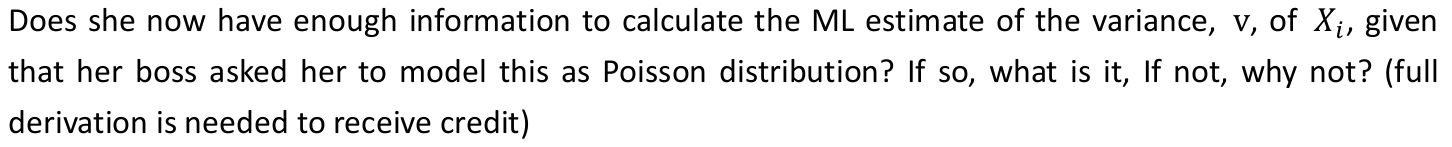 Does she now have enough information to calculate the ML estimate of the variance, v, of X_i, given
that her boss asked her to model this as Poisson distribution? If so, what is it, If not, why not? (full
derivation is needed to receive credit)